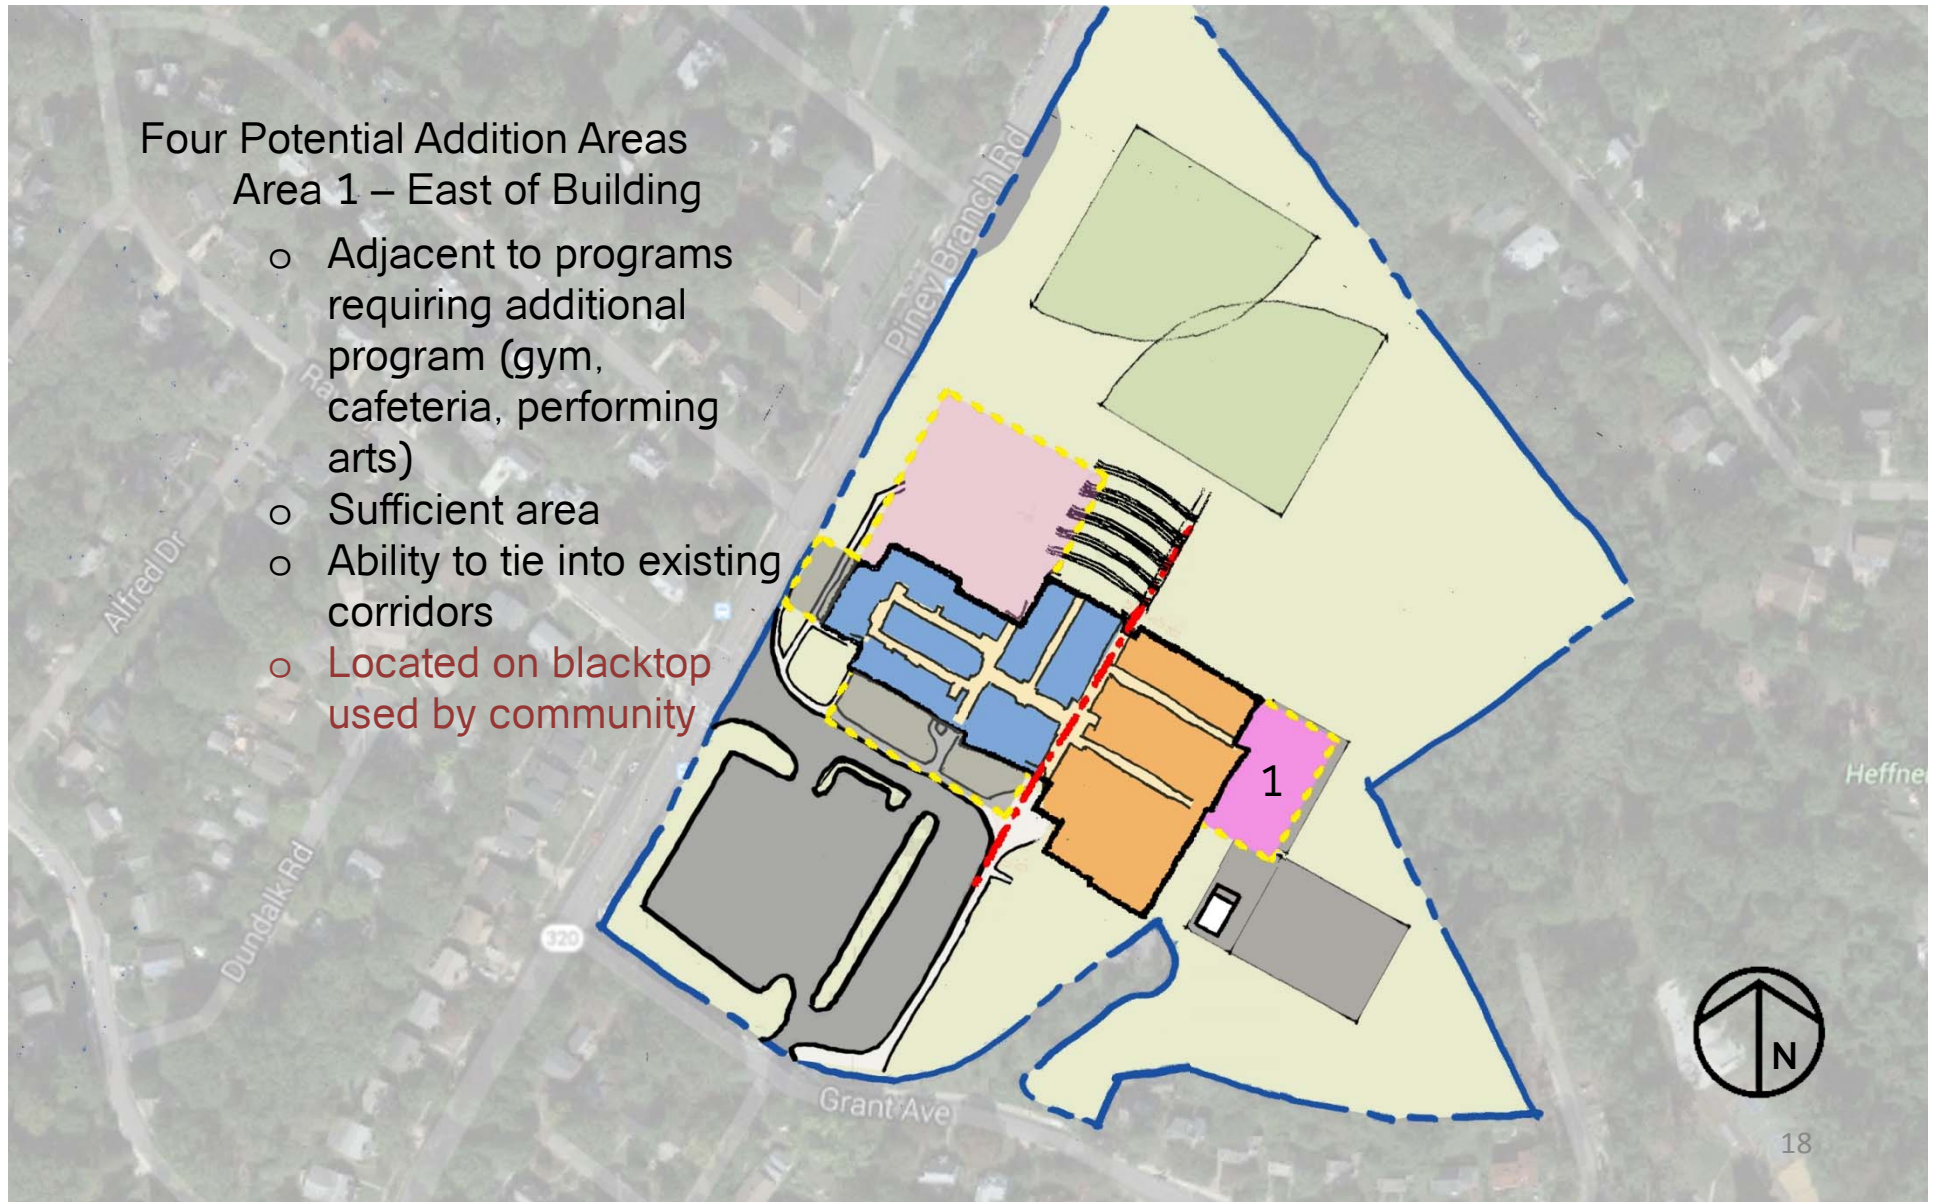 Four Potential Addition Areas
Area 1 – East of Building
o Adjacent to programs
requiring additional
program (gym,
cafeteria, performing
arts)
o Sufficient area
o Ability to tie into existing
corridors
o Located on blacktop
used by community
Piney Branch Rd
Alfred Dr
Dundalk Rd
320
Grant Ave
1
Heffne
N
18